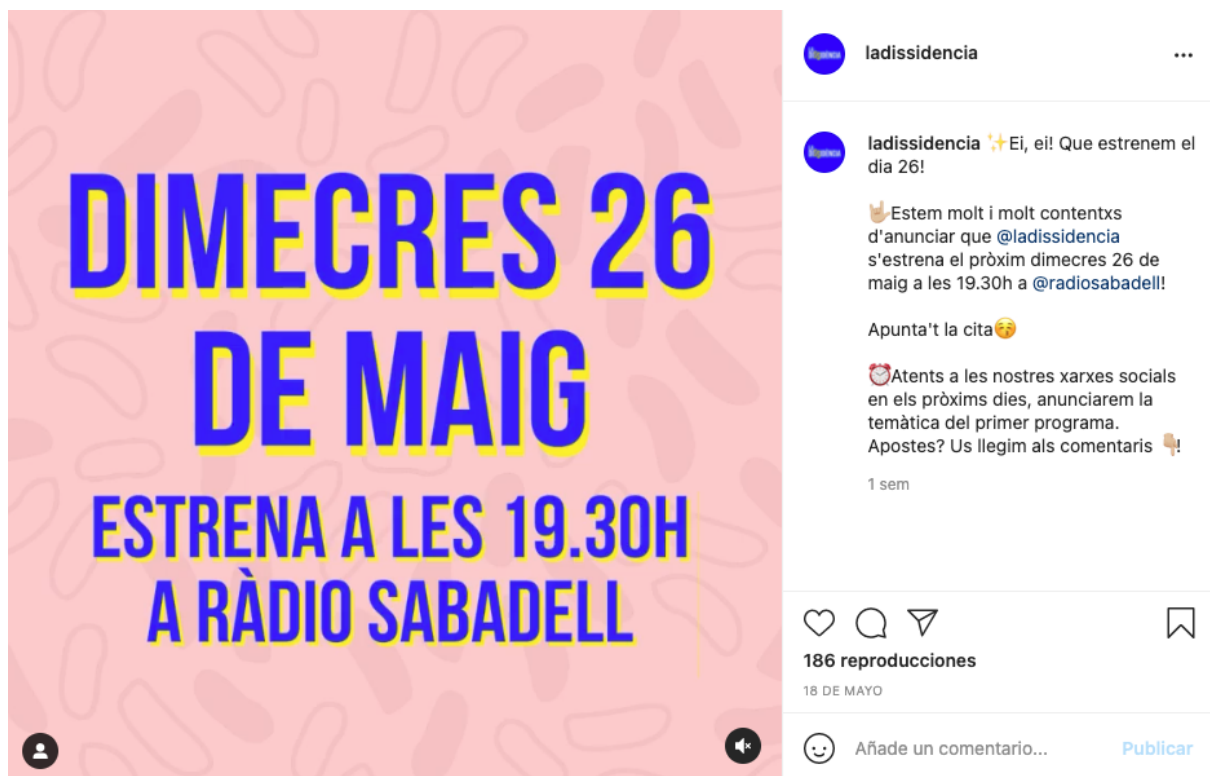 DIMECRES 26
DE MAIG
ESTRENA A LES 19.30H
A RÀDIO SABADELL
ladissidencia
ladissidencia ✨Ei, ei! Que estrenem el
dia 26!
🤟🏼Estem molt i molt contentxs
d'anunciar que @ladissidencia
s'estrena el pròxim dimecres 26 de
maig a les 19.30h a @radiosabadell!
Apunta't la cita😚
⏰Atents a les nostres xarxes socials
en els pròxims dies, anunciarem la
temàtica del primer programa.
Apostes? Us llegim als comentaris 👇🏼!
1 sem
186 reproducciones
18 DE MAYO
Añade un comentario...
Publicar